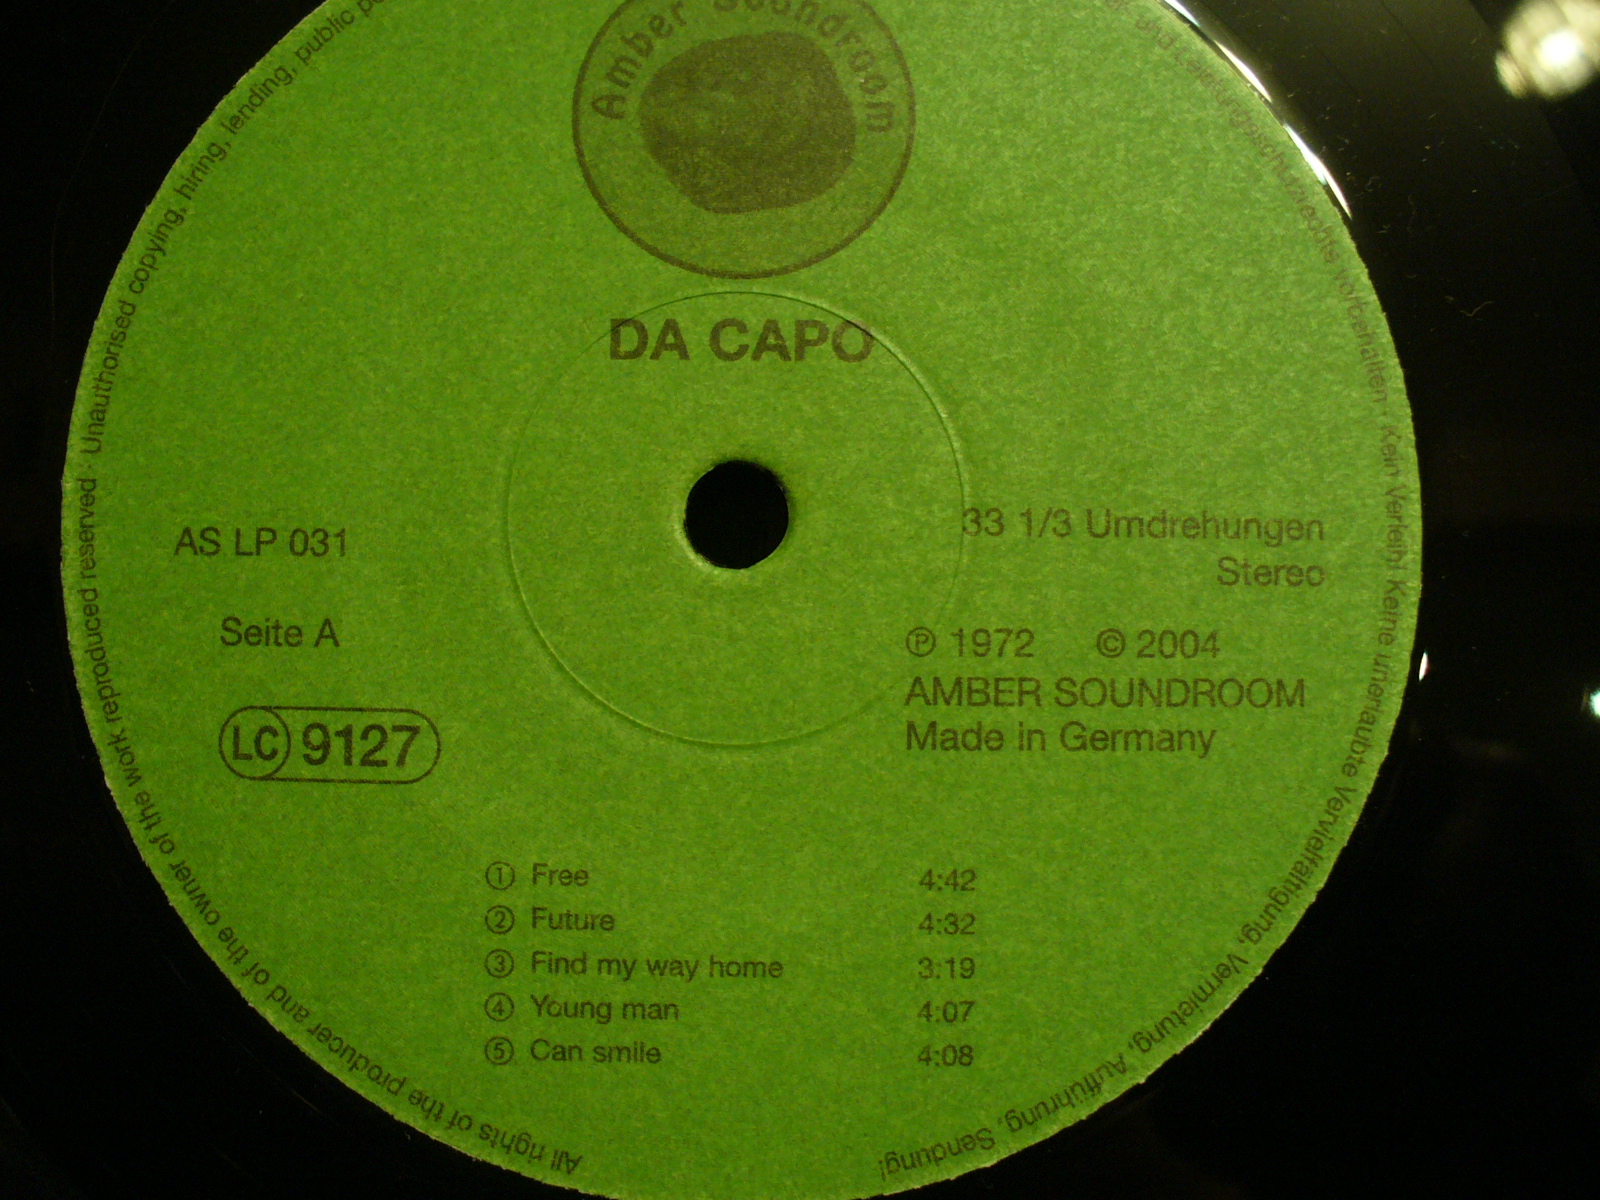 Amber Soundroom
DA CAPO
AS LP 031
Seite A
LC 9127
33 1/3 Umdrehungen
Stereo
℗ 1972 © 2004
AMBER SOUNDROOM
Made in Germany
① Free 4:42
② Future 4:32
③ Find my way home 3:19
④ Young man 4:07
⑤ Can smile 4:08
All rights of the producer and of the owner of the work reproduced reserved · Unauthorised copying, hiring, lending, public
vorbehalten · Kein Verleih! Keine unerlaubte Vervielfältigung, Vermietung, Aufführung, Sendung!